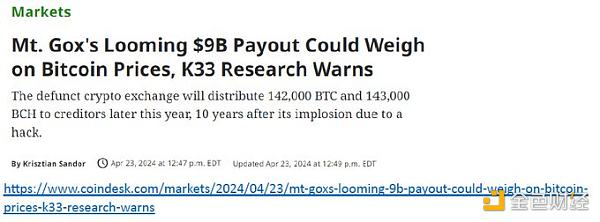 Markets
Mt. Gox's Looming $9B Payout Could Weigh
on Bitcoin Prices, K33 Research Warns
The defunct crypto exchange will distribute 142,000 BTC and 143,000
BCH to creditors later this year, 10 years after its implosion due to a
hack.
By Krisztian Sandor Apr 23, 2024 at 12:47 p.m. EDT Updated Apr 23, 2024 at 12:49 p.m. EDT
https://www.coindesk.com/markets/2024/04/23/mt-goxs-looming-9b-payout-could-weigh-on-bitcoin-
prices-k33-research-warns
金色财经